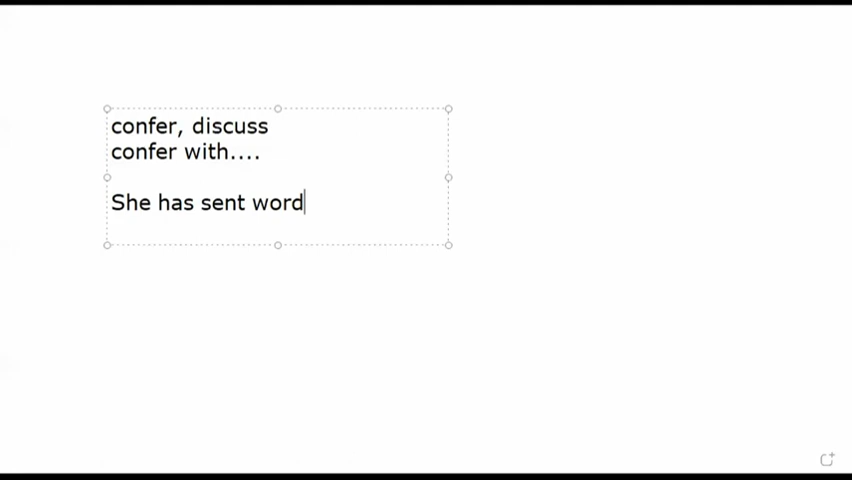 confer, discuss
confer with....
She has sent word